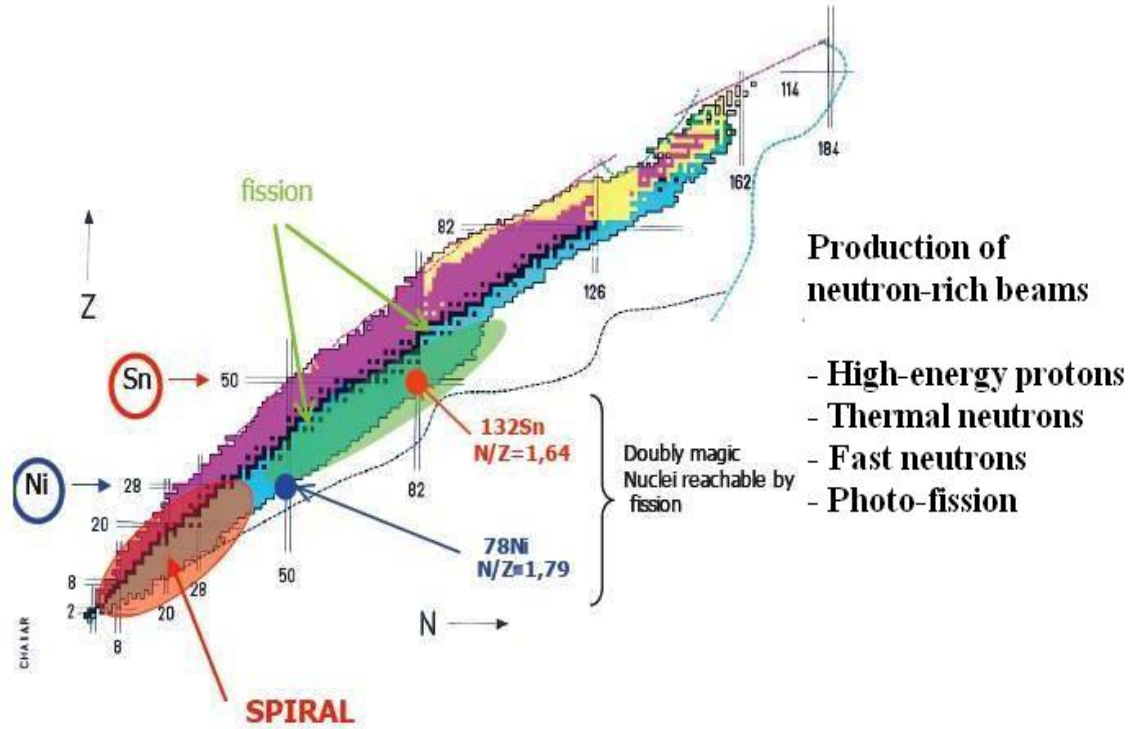 114
184
162
fission
82
126
Z
Production of
neutron-rich beams
Sn
50
- High-energy protons
- Thermal neutrons
- Fast neutrons
- Photo-fission
132Sn
N/Z=1,64
Doubly magic
Nuclei reachable by
fission
Ni
28
82
20
78Ni
N/Z=1,79
50
8
28
2
20
N
8
CHABAR
SPIRAL